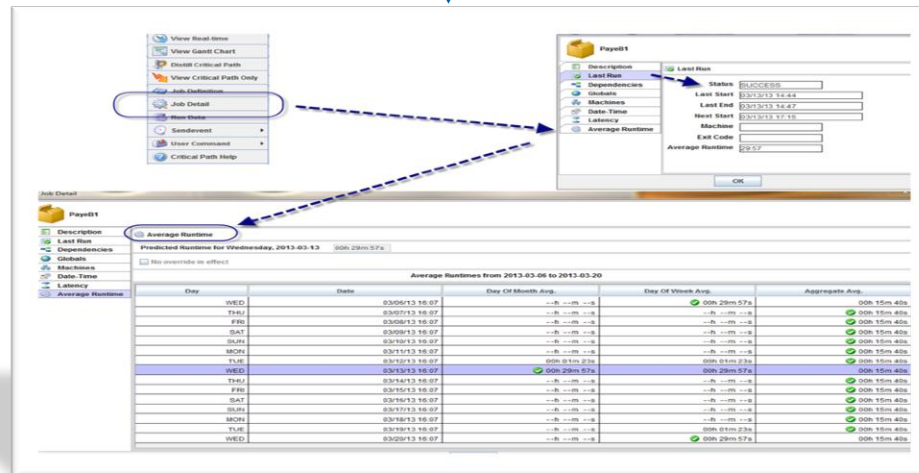 View Real-time
View Gantt Chart
Distill Critical Path
View Critical Path Only
Job Definition
Job Detail
Run Data
Sendevent
User Command
Critical Path Help
PayeB1
Description
Last Run
Dependencies
Globals
Machines
Date-Time
Latency
Average Runtime
Last Run
Status SUCCESS
Last Start 03/13/13 14:44
Last End 03/13/13 14:47
Next Start 03/13/13 17:15
Machine
Exit Code
Average Runtime 29:57
OK
Job Detail
PayeB1
Description
Last Run
Dependencies
Globals
Machines
Date-Time
Latency
Average Runtime
Average Runtime
Predicted Runtime for Wednesday, 2013-03-13 00h 29m 57s
No override in effect
Average Runtimes from 2013-03-06 to 2013-03-20
Day Date Day Of Month Avg. Day Of Week Avg. Aggregate Avg.
WED 03/06/13 16:07 --h --m --s 00h 29m 57s 00h 15m 40s
THU 03/07/13 16:07 --h --m --s --h --m --s 00h 15m 40s
FRI 03/08/13 16:07 --h --m --s --h --m --s 00h 15m 40s
SAT 03/09/13 16:07 --h --m --s --h --m --s 00h 15m 40s
SUN 03/10/13 16:07 --h --m --s --h --m --s 00h 15m 40s
MON 03/11/13 16:07 --h --m --s --h --m --s 00h 15m 40s
TUE 03/12/13 16:07 00h 01m 23s 00h 01m 23s 00h 15m 40s
WED 03/13/13 16:07 00h 29m 57s 00h 29m 57s 00h 15m 40s
THU 03/14/13 16:07 --h --m --s --h --m --s 00h 15m 40s
FRI 03/15/13 16:07 --h --m --s --h --m --s 00h 15m 40s
SAT 03/16/13 16:07 --h --m --s --h --m --s 00h 15m 40s
SUN 03/17/13 16:07 --h --m --s --h --m --s 00h 15m 40s
MON 03/18/13 16:07 --h --m --s --h --m --s 00h 15m 40s
TUE 03/19/13 16:07 --h --m --s 00h 01m 23s 00h 15m 40s
WED 03/20/13 16:07 --h --m --s 00h 29m 57s 00h 15m 40s